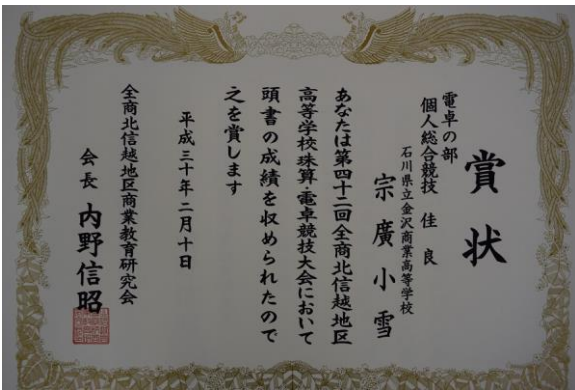 賞状
電卓の部
個人総合競技 佳良
石川県立金沢商業高等学校
宗廣小雪
あなたは第四十二回全商北信越地区
高等学校珠算・電卓競技大会において
頭書の成績を収められたので
之を賞します
平成三十年二月十日
全商北信越地区商業教育研究会
会長 内野信昭